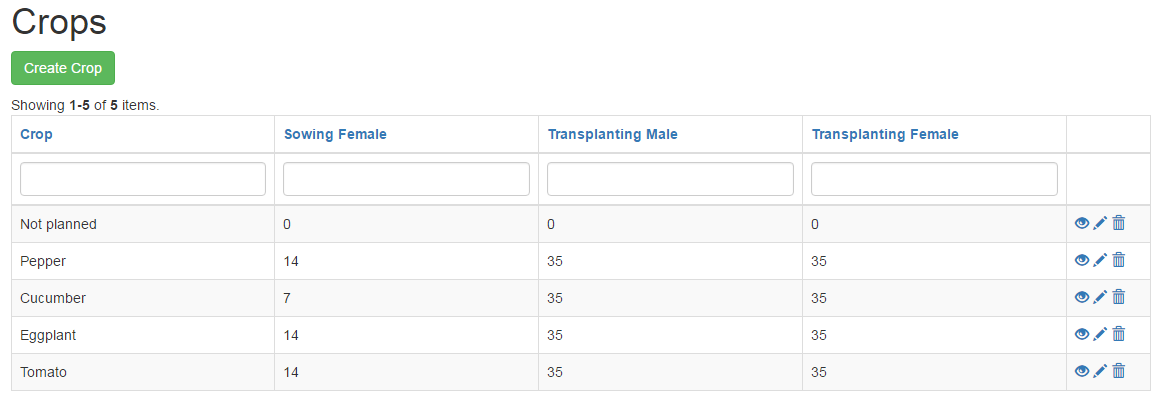 Crops
Create Crop
Showing 1-5 of 5 items.
Crop Sowing Female Transplanting Male Transplanting Female
Not planned 0 0 0
Pepper 14 35 35
Cucumber 7 35 35
Eggplant 14 35 35
Tomato 14 35 35